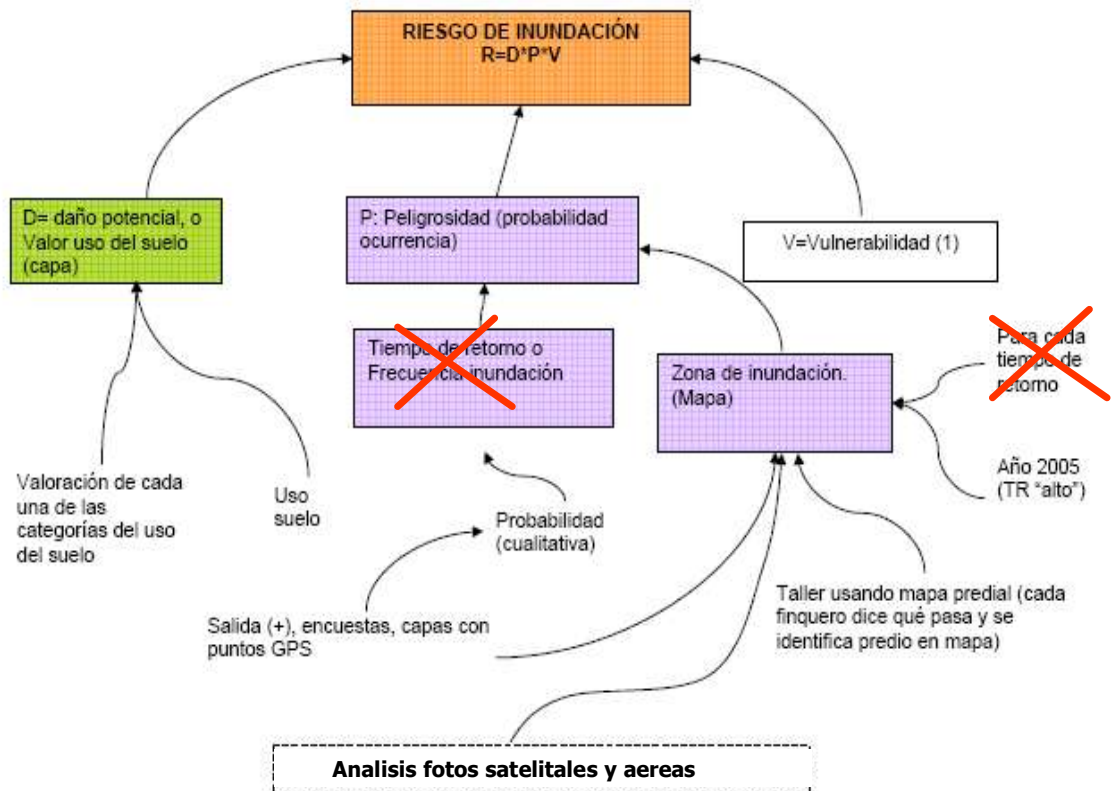 RIESGO DE INUNDACIÓN
R=D*P*V
D= daño potencial, o
Valor uso del suelo
(capa)
P: Peligrosidad (probabilidad
ocurrencia)
V=Vulnerabilidad (1)
Tiempo de retorno o
Frecuencia inundación
Zona de inundación.
(Mapa)
Para cada
tiempo de
retorno
Año 2005
(TR "alto")
Valoración de cada
una de las
categorías del uso
del suelo
Uso
suelo
Probabilidad
(cualitativa)
Salida (+), encuestas, capas con
puntos GPS
Taller usando mapa predial (cada
finquero dice qué pasa y se
identifica predio en mapa)
Analisis fotos satelitales y aereas